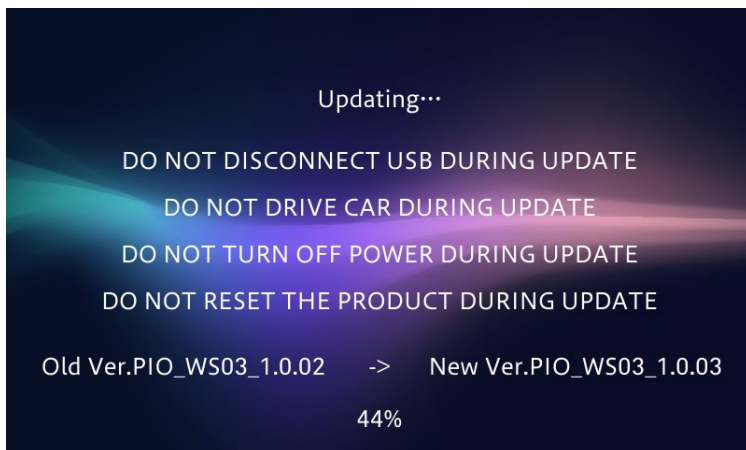 Updating···
DO NOT DISCONNECT USB DURING UPDATE
DO NOT DRIVE CAR DURING UPDATE
DO NOT TURN OFF POWER DURING UPDATE
DO NOT RESET THE PRODUCT DURING UPDATE
Old Ver.PIO_WS03_1.0.02 -> New Ver.PIO_WS03_1.0.03
44%